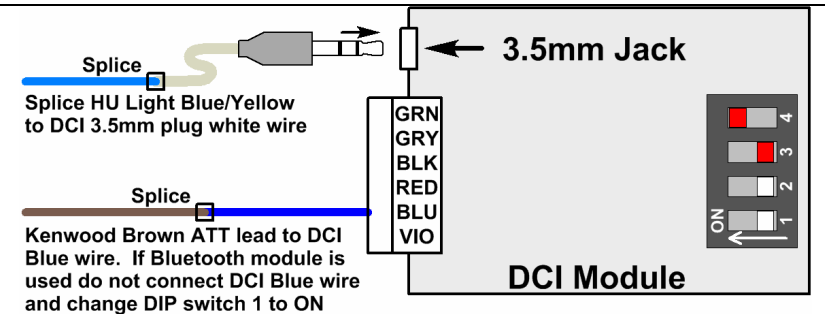 Splice
Splice HU Light Blue/Yellow
to DCI 3.5mm plug white wire
3.5mm Jack
GRN
GRY
BLK
RED
BLU
VIO
4
3
2
1
ON
Splice
Kenwood Brown ATT lead to DCI
Blue wire. If Bluetooth module is
used do not connect DCI Blue wire
and change DIP switch 1 to ON
DCI Module